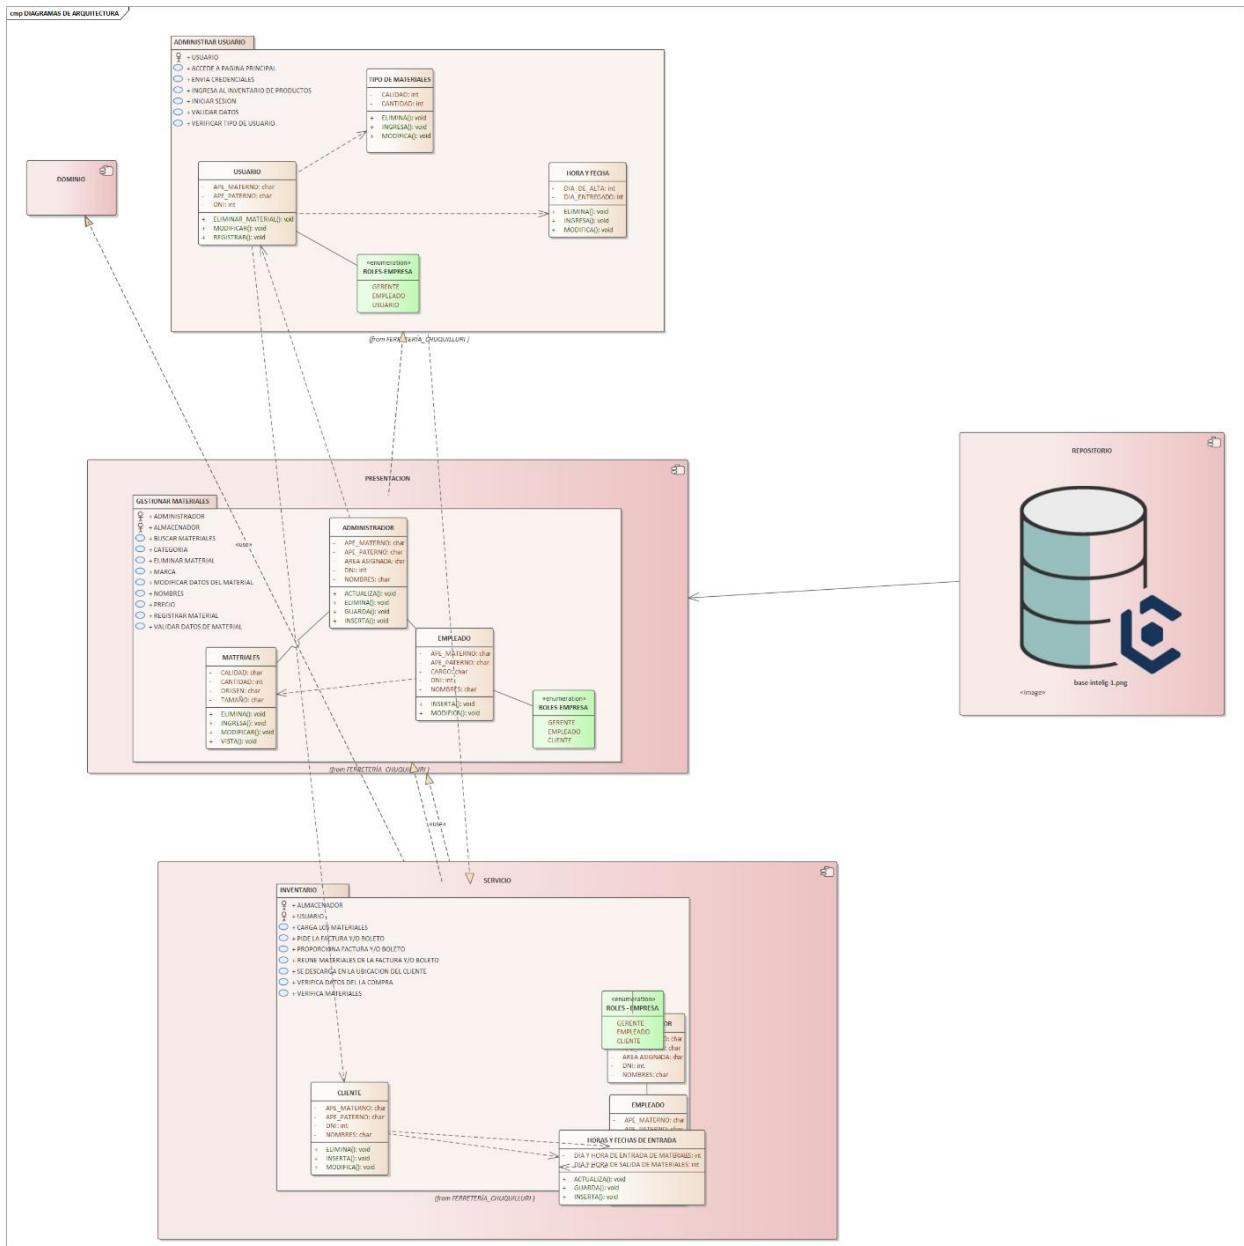 cmp DIAGRAMAS DE ARQUITECTURA
ADMINISTRAR USUARIO
+ USUARIO
+ ACCEDE A PAGINA PRINCIPAL
+ ENVIA CREDENCIALES
+ INGRESA AL INVENTARIO DE PRODUCTOS
+ INICIAR SESION
+ VALIDAR DATOS
+ VERIFICAR TIPO DE USUARIO
TIPO DE MATERIALES
- CALIDAD: int
- CANTIDAD: int
+ ELIMINA(): void
+ INGRESA(): void
+ MODIFICA(): void
DOMINIO
USUARIO
- APE_MATERNO: char
- APE_PATERNO: char
- DNI: int
+ ELIMINAR_MATERIAL(): void
+ MODIFICAR(): void
+ REGISTRAR(): void
HORA Y FECHA
- DIA_DE_ALTA: int
- DIA_ENTREGADO: int
+ ELIMINA(): void
+ INGRESA(): void
+ MODIFICA(): void
«enumeration»
ROLES-EMPRESA
GERENTE
EMPLEADO
USUARIO
(from FERRETERÍA_CHUQUILLURI )
PRESENTACION
GESTIONAR MATERIALES
+ ADMINISTRADOR
+ ALMACENADOR
+ BUSCAR MATERIALES
+ CATEGORIA
+ ELIMINAR MATERIAL
+ MARCA
+ MODIFICAR DATOS DEL MATERIAL
+ NOMBRES
+ PRECIO
+ REGISTRAR MATERIAL
+ VALIDAR DATOS DE MATERIAL
«use»
ADMINISTRADOR
- APE_MATERNO: char
- APE_PATERNO: char
- AREA ASIGNADA: char
- DNI: int
- NOMBRES: char
+ ACTUALIZA(): void
+ ELIMINA(): void
+ GUARDA(): void
+ INSERTA(): void
EMPLEADO
- APE_MATERNO: char
- APE_PATERNO: char
- CARGO: char
- DNI: int
- NOMBRES: char
+ INSERTA(): void
+ MODIFICA(): void
MATERIALES
- CALIDAD: char
- CANTIDAD: int
- ORIGEN: char
- TAMAÑO: char
+ ELIMINA(): void
+ INGRESA(): void
+ MODIFICAR(): void
+ VISTA(): void
«enumeration»
ROLES-EMPRESA
GERENTE
EMPLEADO
CLIENTE
(from FERRETERÍA_CHUQUILLURI )
REPOSITORIO
base-intelig-1.png
«image»
«use»
SERVICIO
INVENTARIO
+ ALMACENADOR
+ USUARIO
+ CARGA LOS MATERIALES
+ PIDE LA FACTURA Y/O BOLETO
+ PROPORCIONA FACTURA Y/O BOLETO
+ REUNE MATERIALES DE LA FACTURA Y/O BOLETO
+ SE DESCARGA EN LA UBICACION DEL CLIENTE
+ VERIFICA DATOS DEL LA COMPRA
+ VERIFICA MATERIALES
«enumeration»
ROLES - EMPRESA
GERENTE
EMPLEADO
CLIENTE
- AREA ASIGNADA: char
- DNI: int
- NOMBRES: char
EMPLEADO
- APE_MATERNO: char
CLIENTE
- APE_MATERNO: char
- APE_PATERNO: char
- DNI: int
- NOMBRES: char
+ ELIMINA(): void
+ INSERTA(): void
+ MODIFICA(): void
HORAS Y FECHAS DE ENTRADA
- DIA Y HORA DE ENTRADA DE MATERIALS: int
- DIA Y HORA DE SALIDA DE MATERIALES: int
+ ACTUALIZA(): void
+ GUARDA(): void
+ INSERTA(): void
(from FERRETERÍA_CHUQUILLURI )